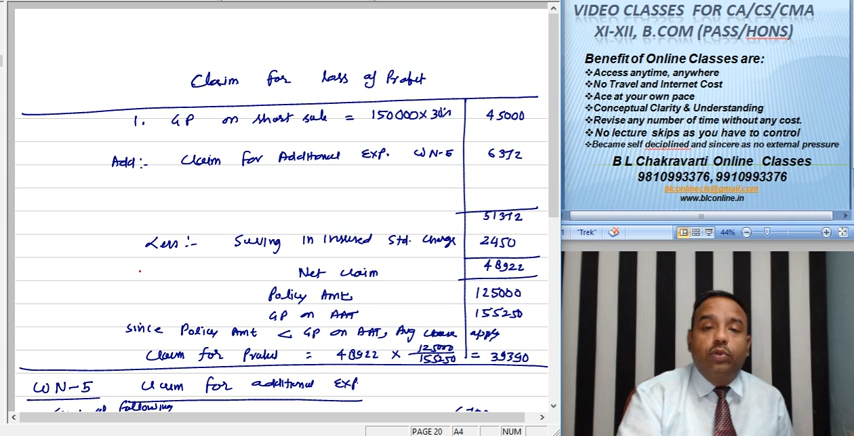 Claim for Loss of Profit
1. GP on short sale = 150000 × 30% 45000
Add:- Claim for Additional Exp. WN-5 6372
51372
Less:- Saving in Insured Std. Charge 2450
Net claim 48922
Policy Amt 125000
GP on AAT 155250
Since Policy Amt < GP on AAT, Avg clause apply
Claim for Profit = 48922 × 125000/155250 = 39390
WN-5 Claim for additional EXP
following
PAGE 20 A4 NUM
VIDEO CLASSES FOR CA/CS/CMA
XI-XII, B.COM (PASS/HONS)
Benefit of Online Classes are:
❖Access anytime, anywhere
❖No Travel and Internet Cost
❖Ace at your own pace
❖Conceptual Clarity & Understanding
❖Revise any number of time without any cost.
❖No lecture skips as you have to control
❖Became self deciplined and sincere as no external pressure
B L Chakravarti Online Classes
9810993376, 9910993376
www.blconline.in
"Trek" 44%